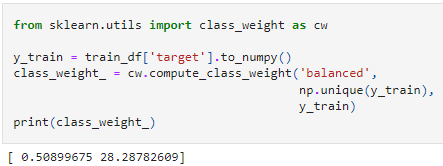 from sklearn.utils import class_weight as cw
y_train = train_df['target'].to_numpy()
class_weight_ = cw.compute_class_weight('balanced',
np.unique(y_train),
y_train)
print(class_weight_)
[ 0.50899675 28.28782609]